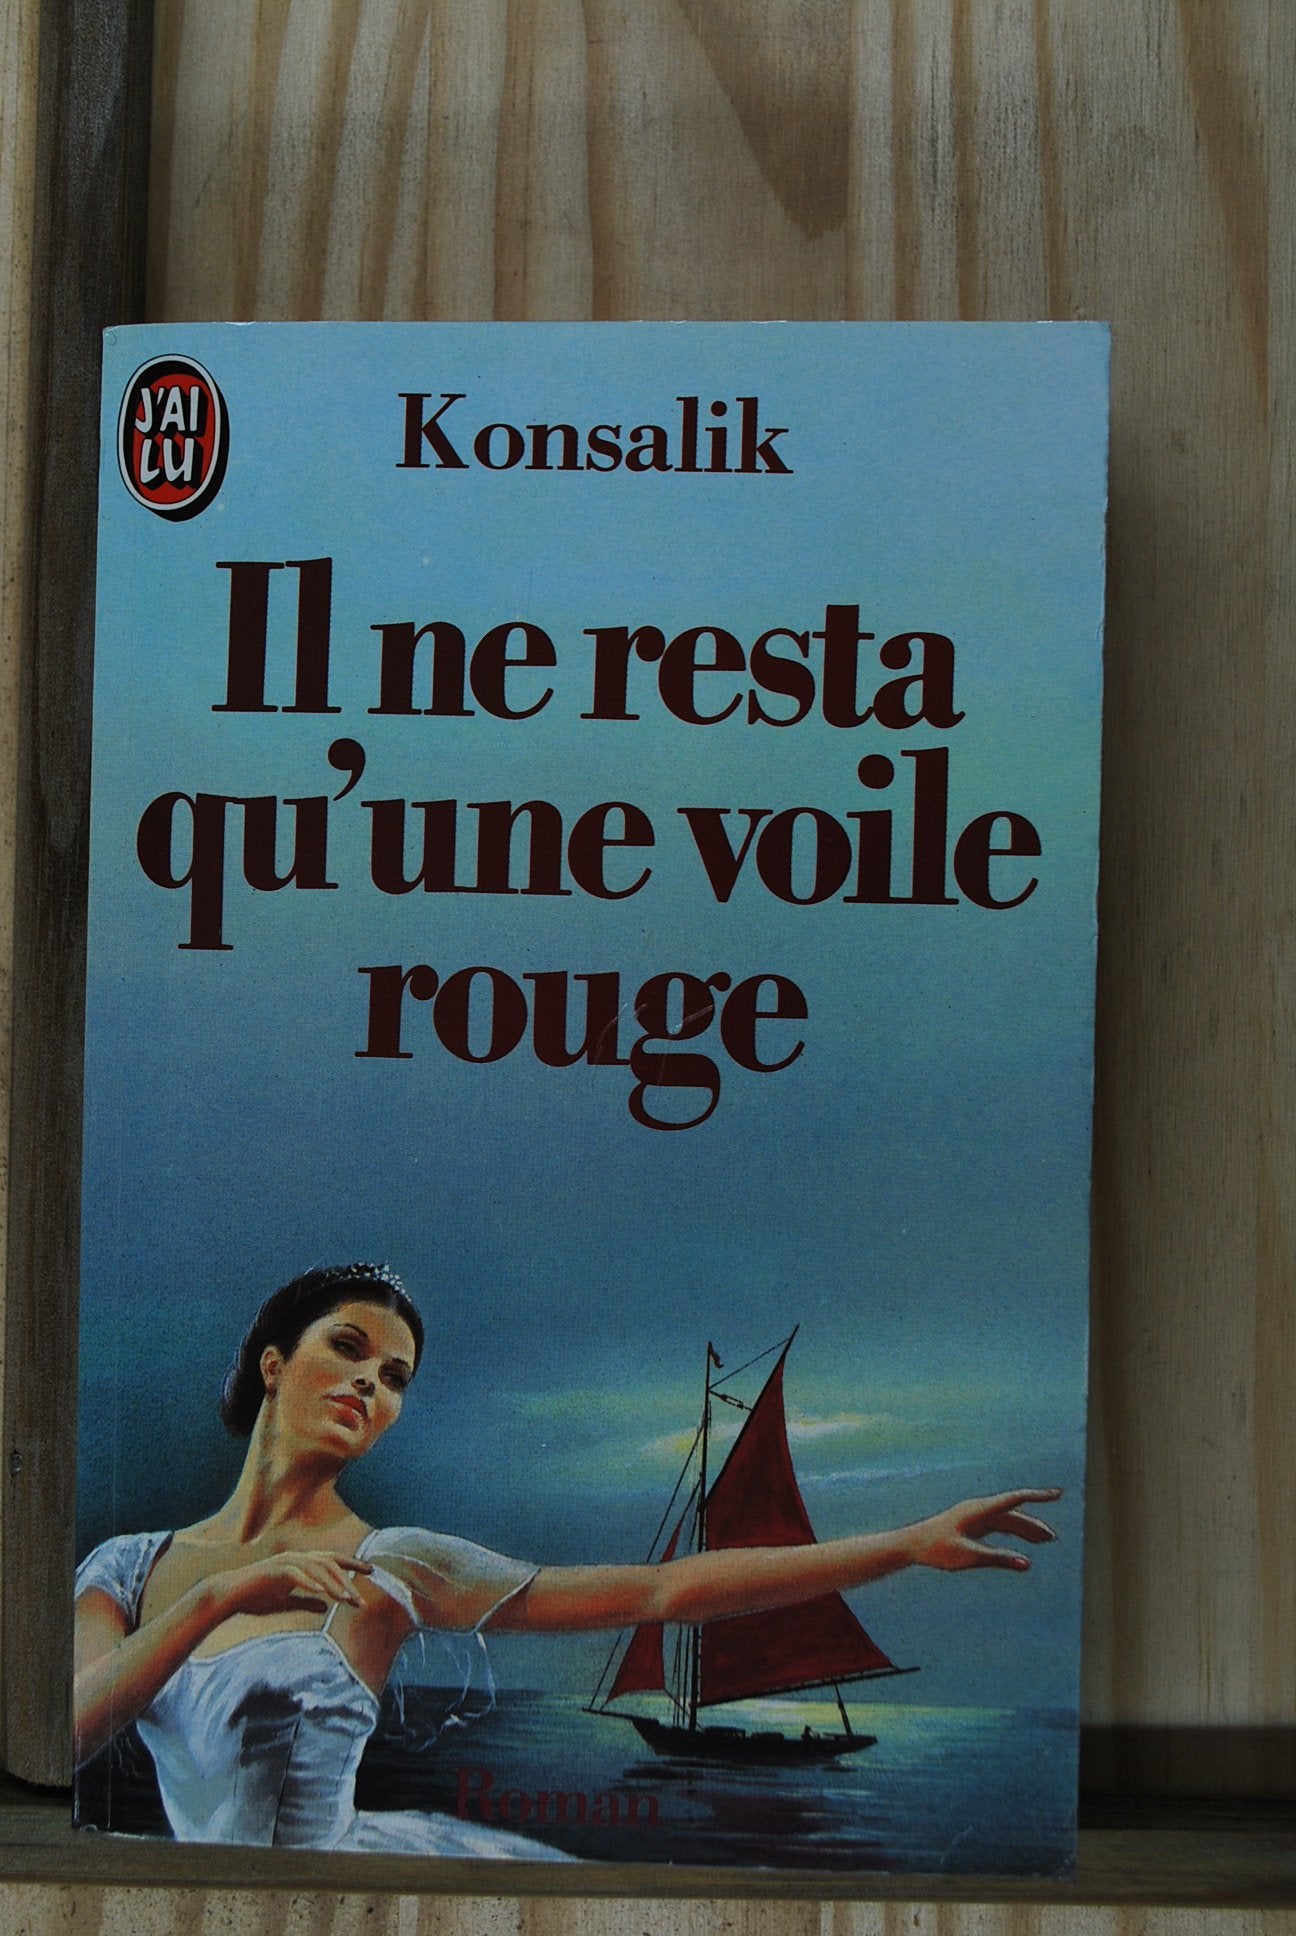 J'AI
LU
Konsalik
Il ne resta
qu'une voile
rouge
Roman